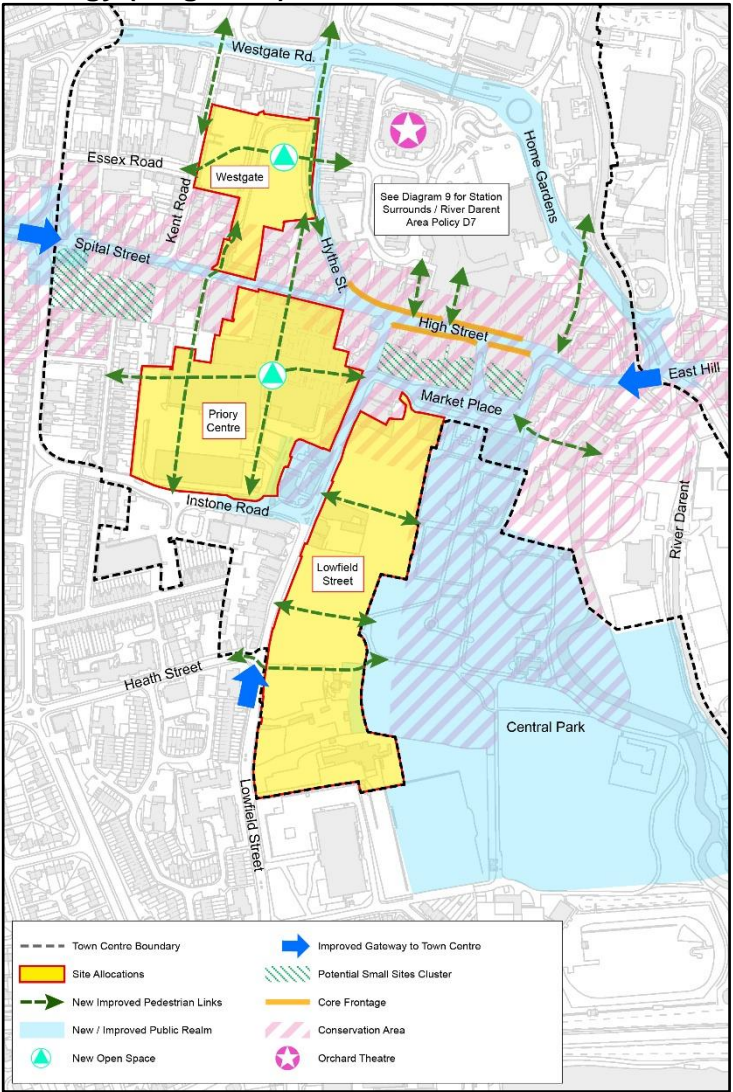 Westgate Rd.
Essex Road
Kent Road
Westgate
See Diagram 9 for Station
Surrounds / River Darent
Area Policy D7
Home Gardens
Spital Street
Hythe St.
High Street
East Hill
Market Place
Priory
Centre
Instone Road
River Darent
Lowfield
Street
Heath Street
Central Park
Lowfield Street
Town Centre Boundary
Site Allocations
New Improved Pedestrian Links
New / Improved Public Realm
New Open Space
Improved Gateway to Town Centre
Potential Small Sites Cluster
Core Frontage
Conservation Area
Orchard Theatre